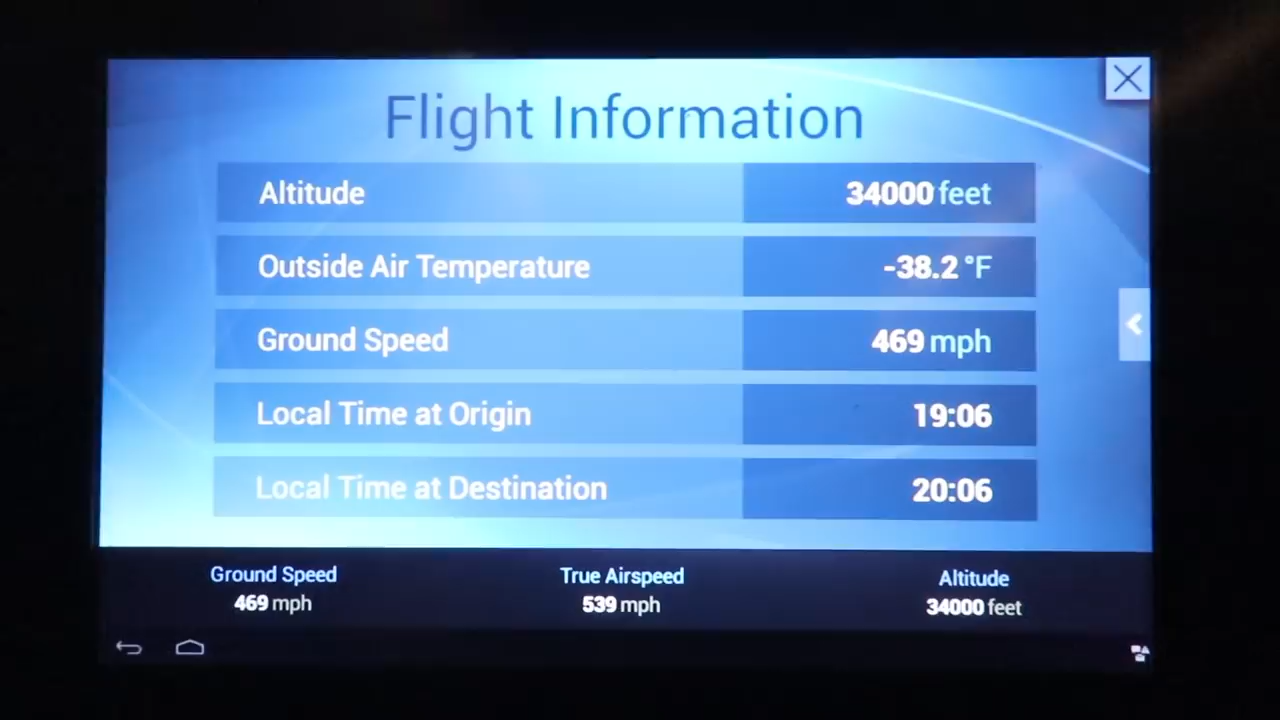 Flight Information
Altitude 34000 feet
Outside Air Temperature -38.2 °F
Ground Speed 469 mph
Local Time at Origin 19:06
Local Time at Destination 20:06
Ground Speed True Airspeed Altitude
469 mph 539 mph 34000 feet